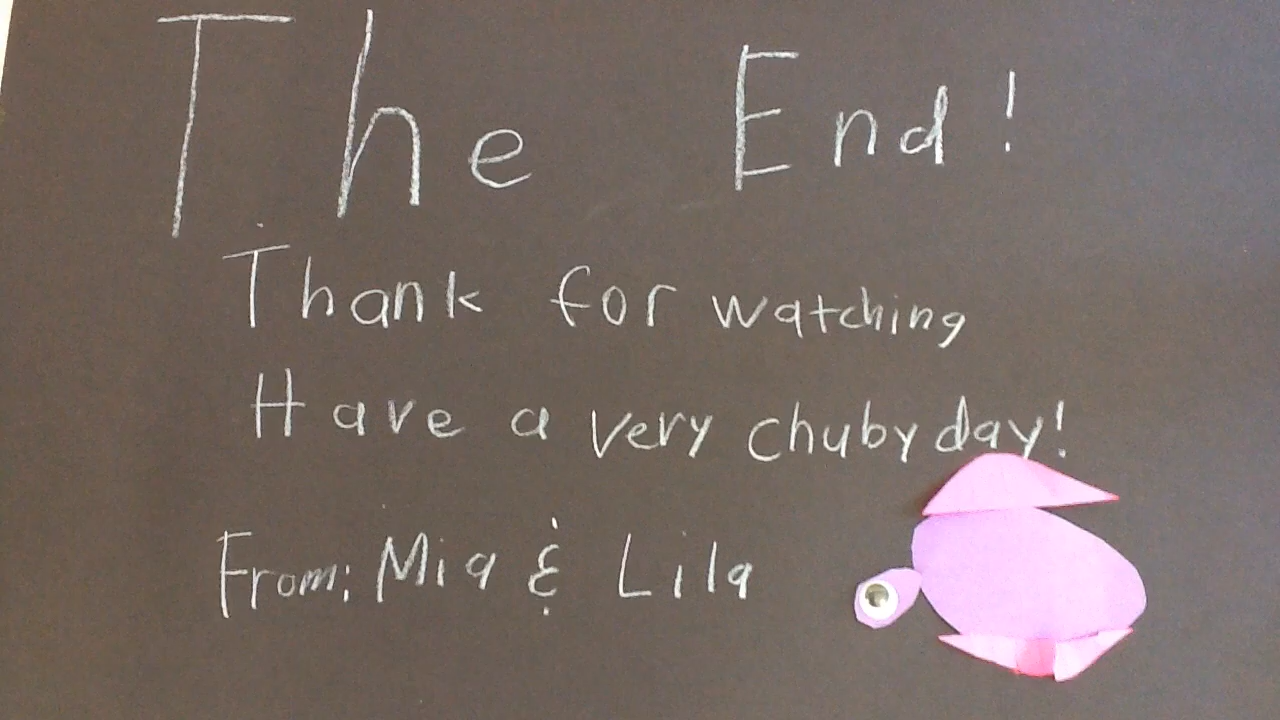 The End!
Thank for watching
Have a very chuby day!
From: Mia & Lila